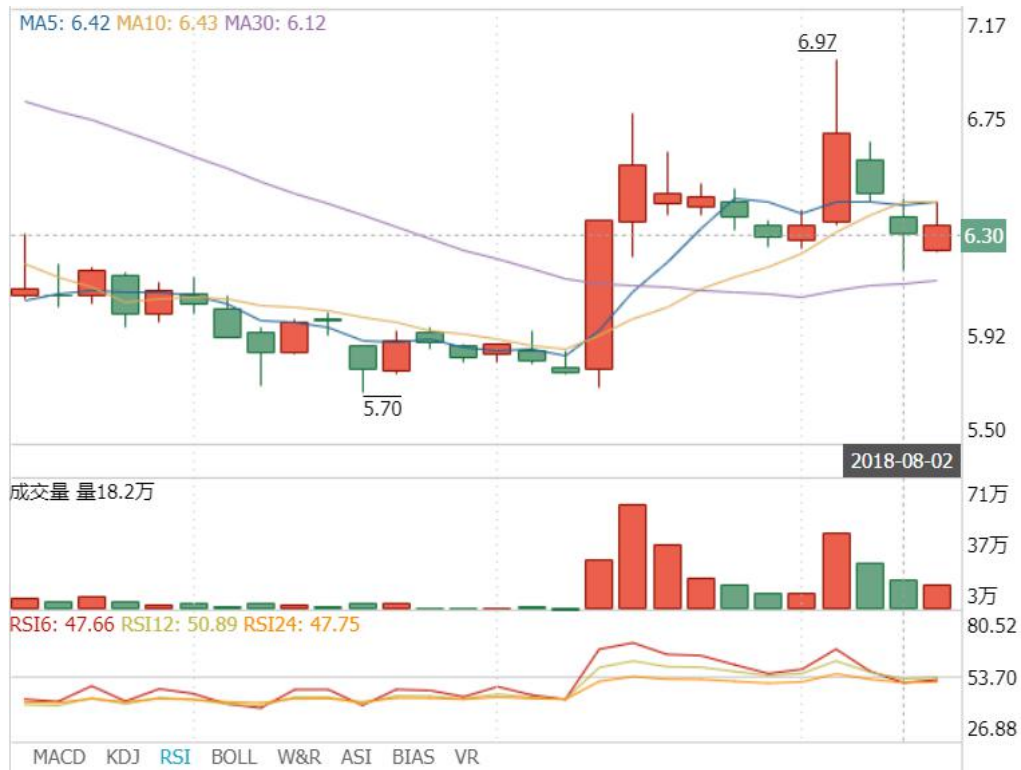 MA5: 6.42 MA10: 6.43 MA30: 6.12
7.17
6.97
6.75
6.30
5.92
5.70
5.50
2018-08-02
成交量 量18.2万
71万
37万
3万
RSI6: 47.66 RSI12: 50.89 RSI24: 47.75
80.52
53.70
26.88
MACD KDJ RSI BOLL W&R ASI BIAS VR